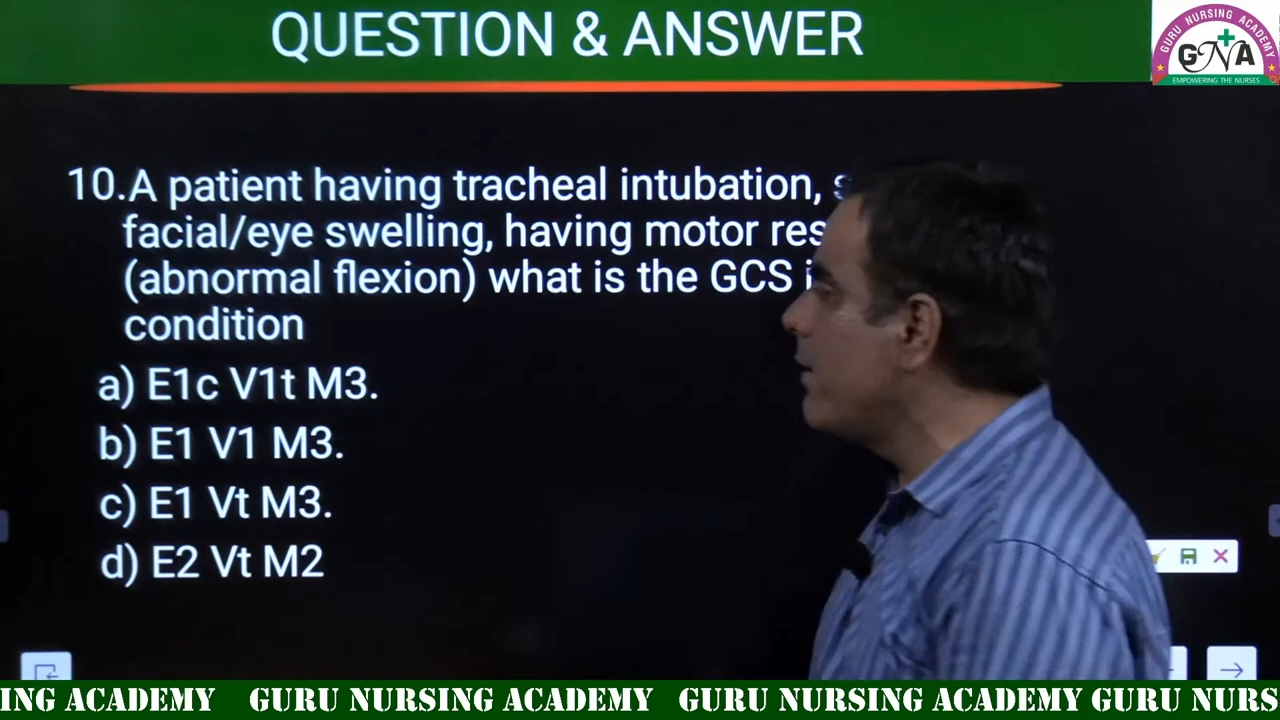 QUESTION & ANSWER
GURU NURSING ACADEMY
GNA
EMPOWERING THE NURSES
10.A patient having tracheal intubation,
facial/eye swelling, having motor
(abnormal flexion) what is the GCS
condition
a) E1c V1t M3.
b) E1 V1 M3.
c) E1 Vt M3.
d) E2 Vt M2
ING ACADEMY GURU NURSING ACADEMY GURU NURSING ACADEMY GURU NURS